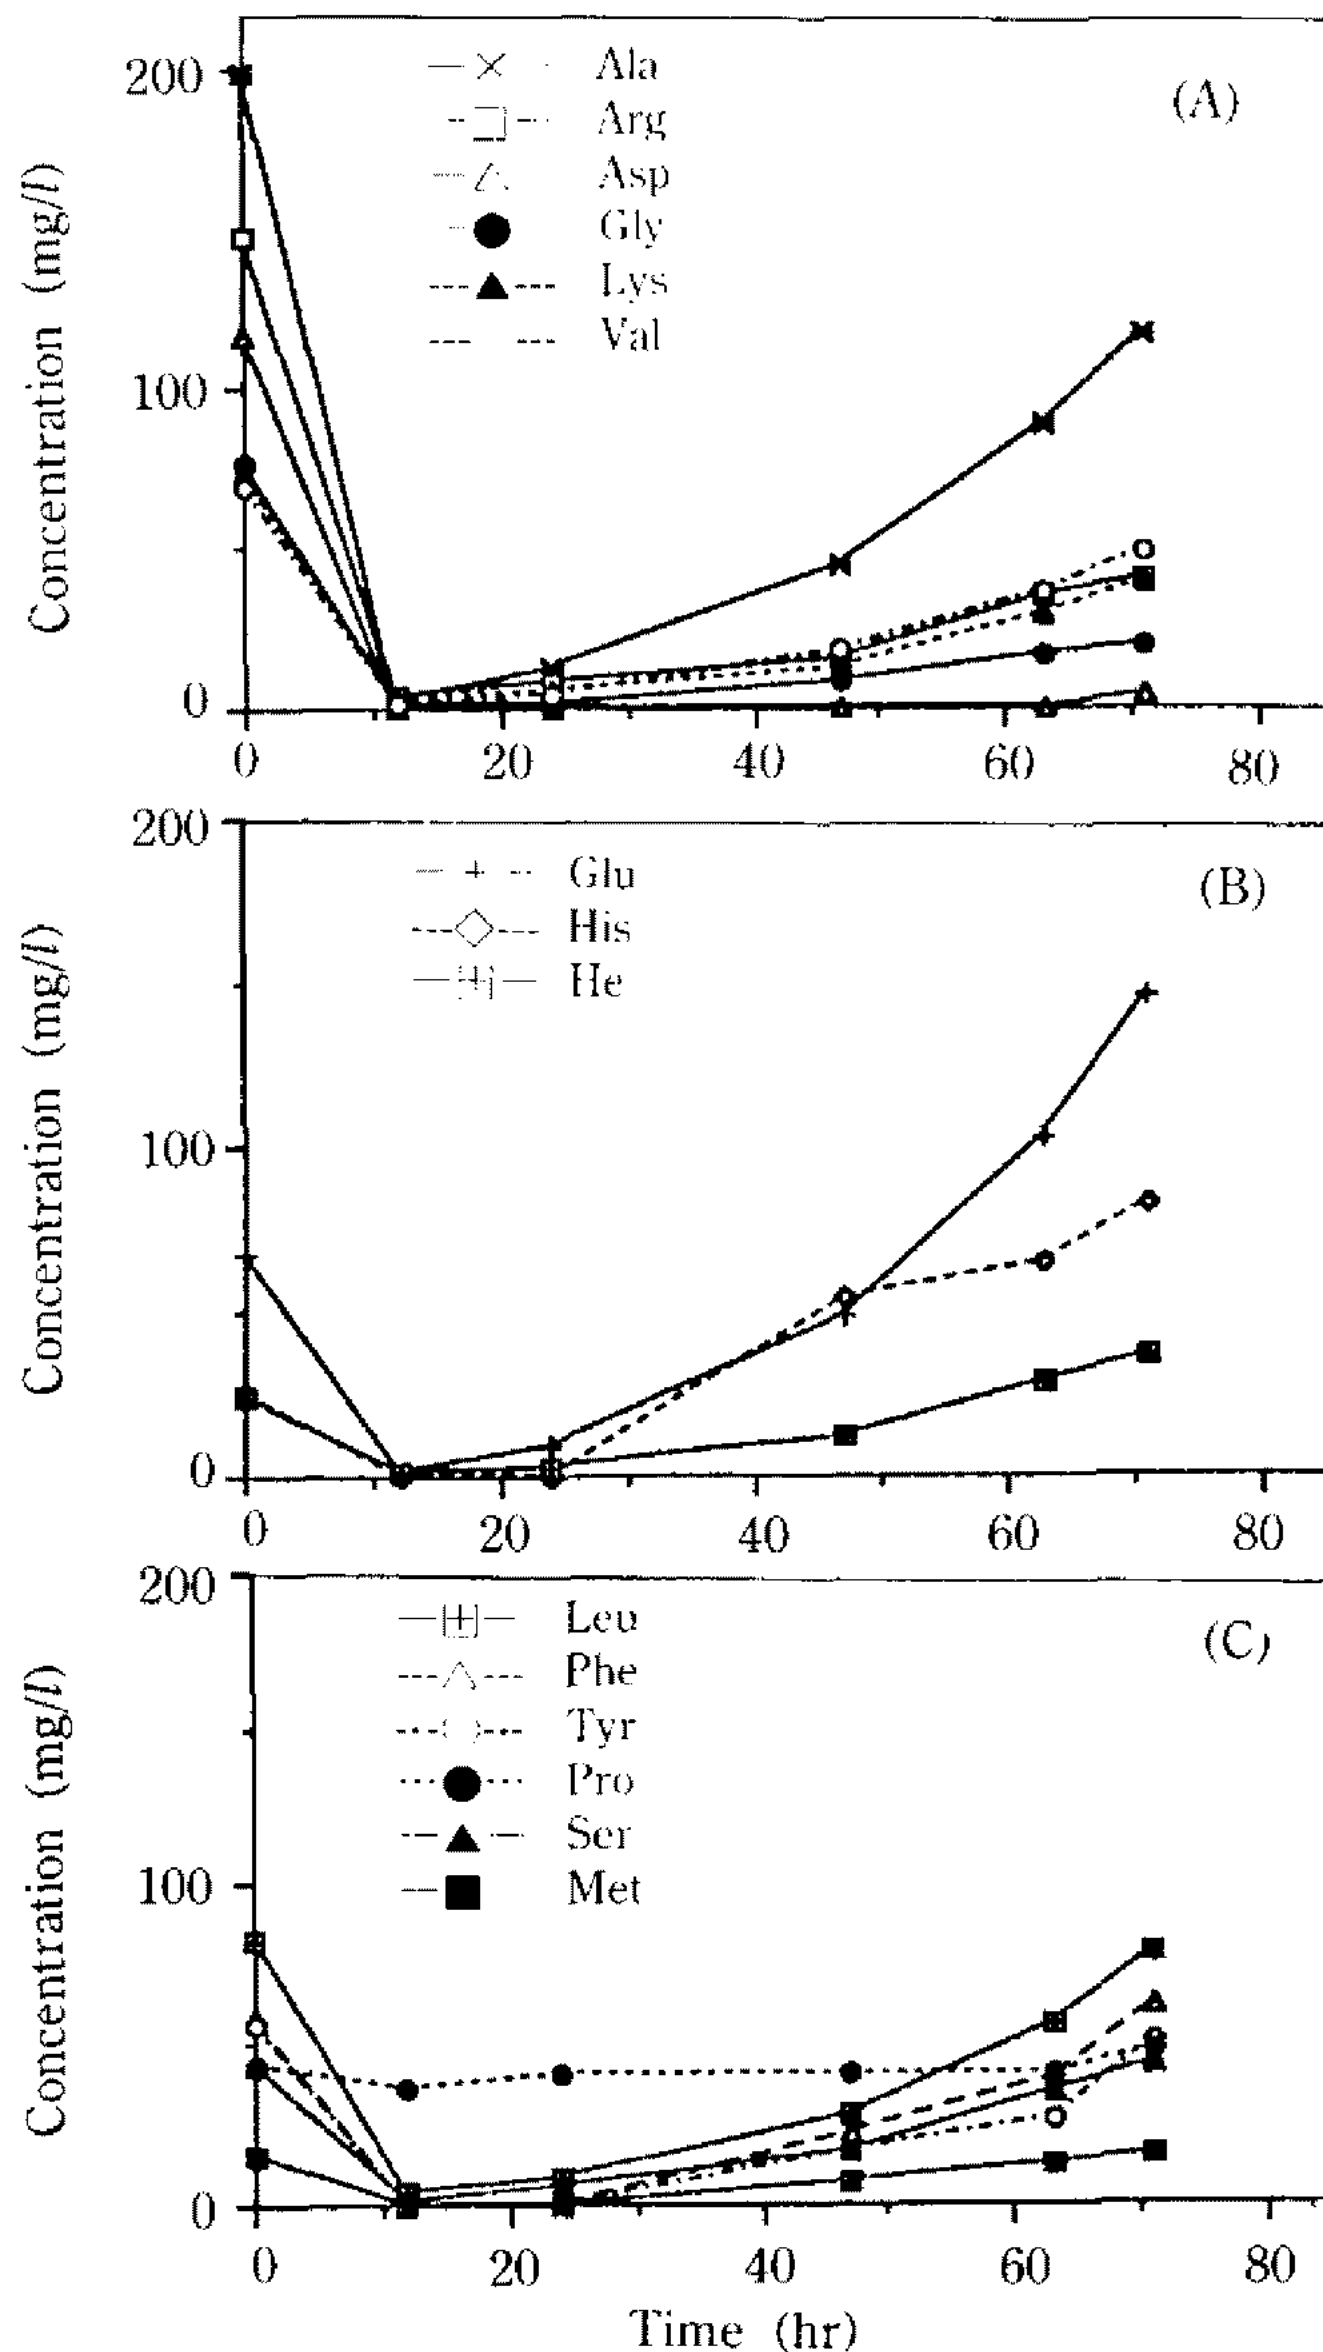 200
100
0
Concentration (mg/l)
Ala
Arg
Asp
Gly
Lys
Val
(A)
0 20 40 60 80
200
100
0
Concentration (mg/l)
Glu
His
He
(B)
0 20 40 60 80
200
100
0
Concentration (mg/l)
Leu
Phe
Tyr
Pro
Ser
Met
(C)
0 20 40 60 80
Time (hr)